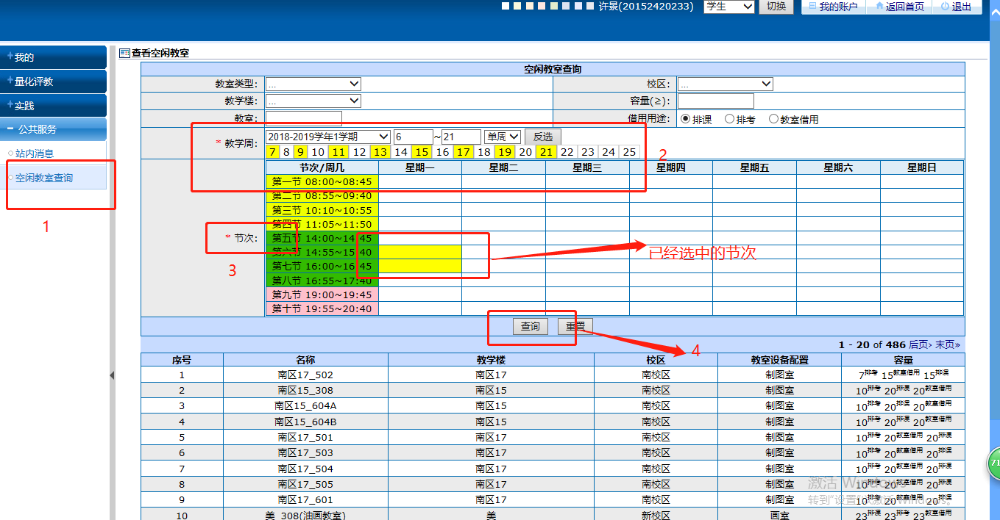 许景(20152420233) 学生 切换 我的账户 返回首页 退出
我的
量化评教
实践
公共服务
站内消息
空闲教室查询
1
查看空闲教室
空闲教室查询
教室类型: ... 校区: ...
教学楼: ... 容量(≥):
教室: 借用用途: 排课 排考 教室借用
* 教学周: 2018-2019学年1学期 6 ~ 21 单周 反选
7 8 9 10 11 12 13 14 15 16 17 18 19 20 21 22 23 24 25
2
节次/周几 星期一 星期二 星期三 星期四 星期五 星期六 星期日
第一节 08:00~08:45
第二节 08:55~09:40
第三节 10:10~10:55
第四节 11:05~11:50
* 节次: 第五节 14:00~14:45
第六节 14:55~15:40
已经选中的节次
3
第七节 16:00~16:45
第八节 16:55~17:40
第九节 19:00~19:45
第十节 19:55~20:40
查询 重置
4
1 - 20 of 486 后页› 末页»
序号 名称 教学楼 校区 教室设备配置 容量
1 南区17_502 南区17 南校区 制图室 7排考 15教室借用 15排课
2 南区15_308 南区15 南校区 制图室 10排考 20排课 20教室借用
3 南区15_604A 南区15 南校区 制图室 10排考 20排课 20教室借用
4 南区15_604B 南区15 南校区 制图室 10排考 20排课 20教室借用
5 南区17_501 南区17 南校区 制图室 10排考 20教室借用 20排课
6 南区17_503 南区17 南校区 制图室 10排考 20教室借用 20排课
7 南区17_504 南区17 南校区 制图室 10排考 20教室借用 20排课
8 南区17_505 南区17 南校区 制图室 10排考 20教室借用 20排课
9 南区17_601 南区17 南校区 制图室 10排考 20教室借用 20排课
10 美_308(油画教室) 美 新校区 画室 23排课 23排考 23教室借用
激活 Windows
转到"设置"以激活 Windows。
71